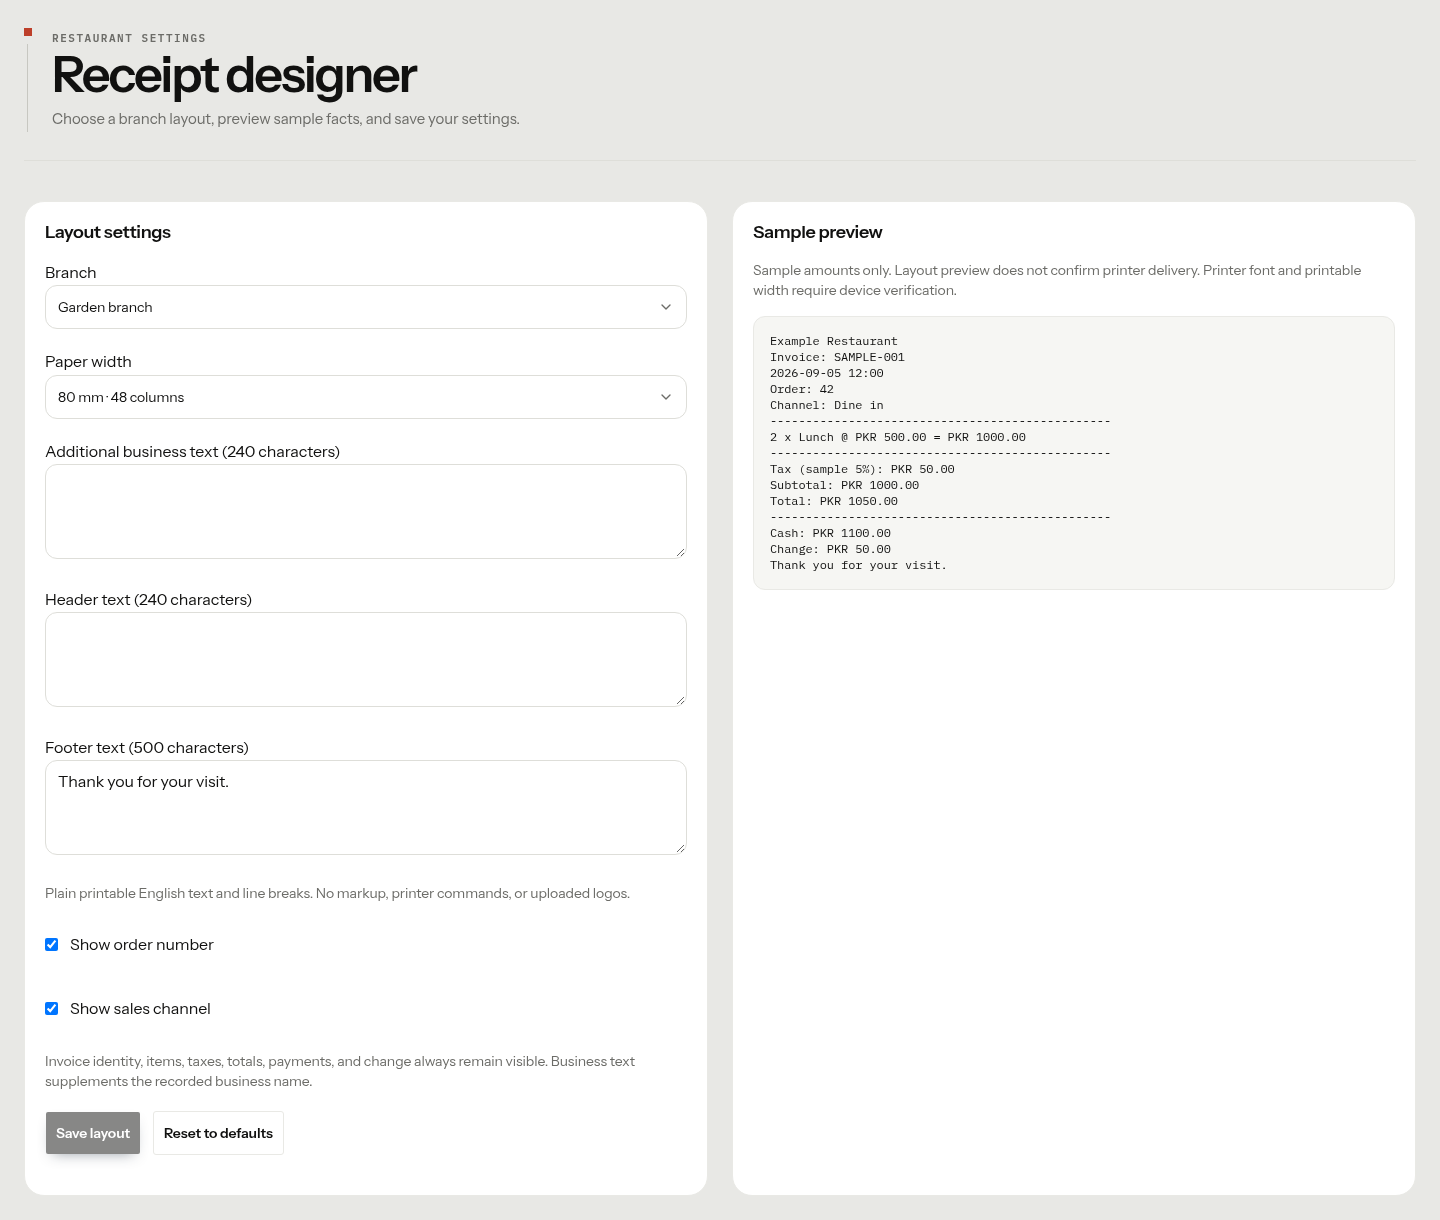 RESTAURANT SETTINGS
Receipt designer
Choose a branch layout, preview sample facts, and save your settings.
Layout settings
Branch
Garden branch
Paper width
80 mm · 48 columns
Additional business text (240 characters)
Header text (240 characters)
Footer text (500 characters)
Thank you for your visit.
Plain printable English text and line breaks. No markup, printer commands, or uploaded logos.
Show order number
Show sales channel
Invoice identity, items, taxes, totals, payments, and change always remain visible. Business text
supplements the recorded business name.
Save layout
Reset to defaults
Sample preview
Sample amounts only. Layout preview does not confirm printer delivery. Printer font and printable
width require device verification.
Example Restaurant
Invoice: SAMPLE-001
2026-09-05 12:00
Order: 42
Channel: Dine in
------------------------------------------------
2 x Lunch @ PKR 500.00 = PKR 1000.00
------------------------------------------------
Tax (sample 5%): PKR 50.00
Subtotal: PKR 1000.00
Total: PKR 1050.00
------------------------------------------------
Cash: PKR 1100.00
Change: PKR 50.00
Thank you for your visit.